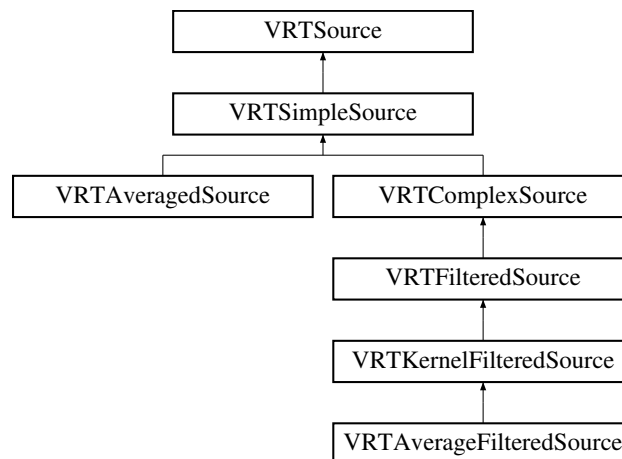 VRTSource
VRTSimpleSource
VRTAveragedSource
VRTComplexSource
VRTFilteredSource
VRTKernelFilteredSource
VRTAverageFilteredSource